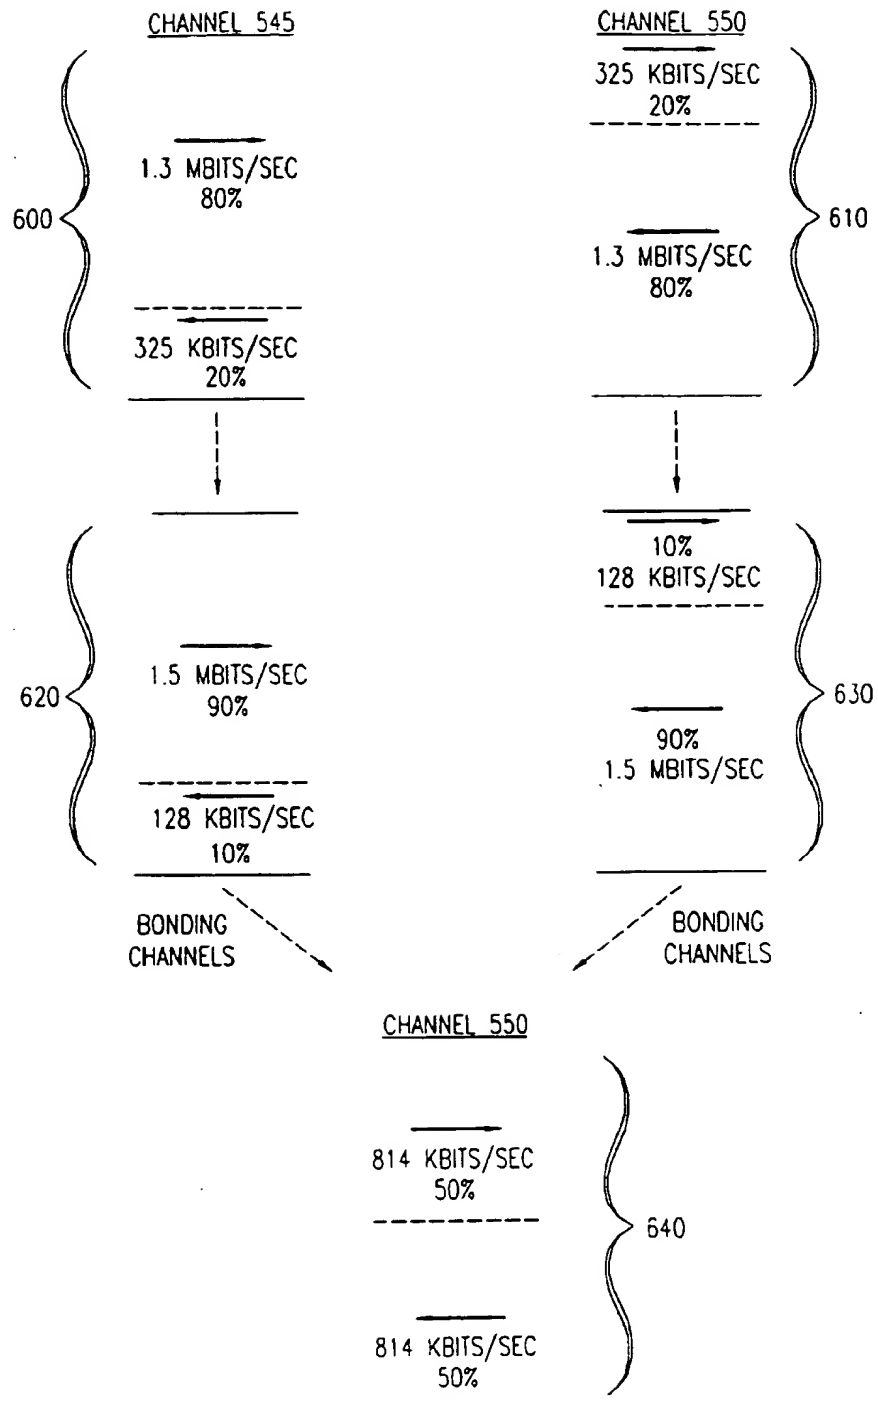 CHANNEL 545
1.3 MBITS/SEC
80%
600
325 KBITS/SEC
20%
CHANNEL 550
325 KBITS/SEC
20%
1.3 MBITS/SEC
80%
610
1.5 MBITS/SEC
90%
620
128 KBITS/SEC
10%
10%
128 KBITS/SEC
90%
1.5 MBITS/SEC
630
BONDING
CHANNELS
BONDING
CHANNELS
CHANNEL 550
814 KBITS/SEC
50%
640
814 KBITS/SEC
50%